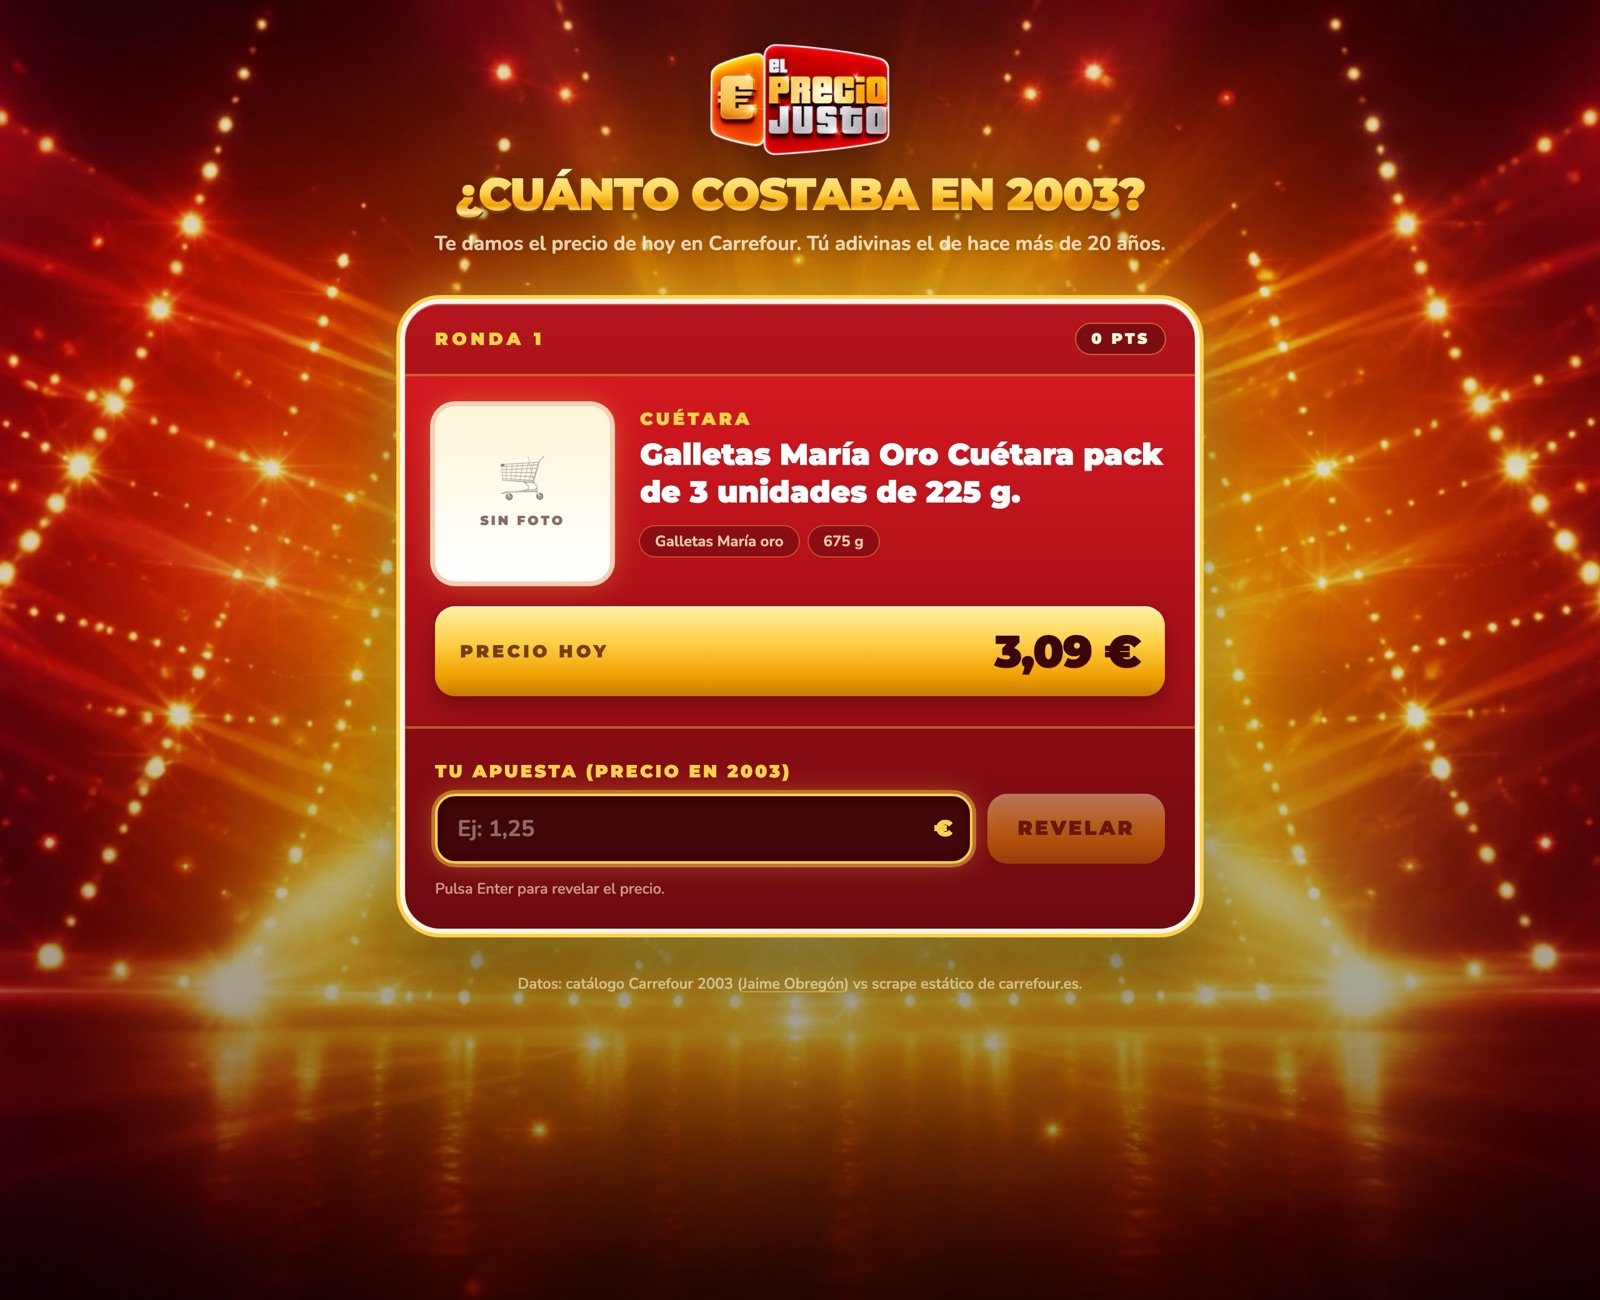 € EL PRECIO JUSTO
¿CUÁNTO COSTABA EN 2003?
Te damos el precio de hoy en Carrefour. Tú adivinas el de hace más de 20 años.
RONDA 1
0 PTS
SIN FOTO
CUÉTARA
Galletas María Oro Cuétara pack
de 3 unidades de 225 g.
Galletas María oro
675 g
PRECIO HOY
3,09 €
TU APUESTA (PRECIO EN 2003)
Ej: 1,25
€
REVELAR
Pulsa Enter para revelar el precio.
Datos: catálogo Carrefour 2003 (Jaime Obregón) vs scrape estático de carrefour.es.